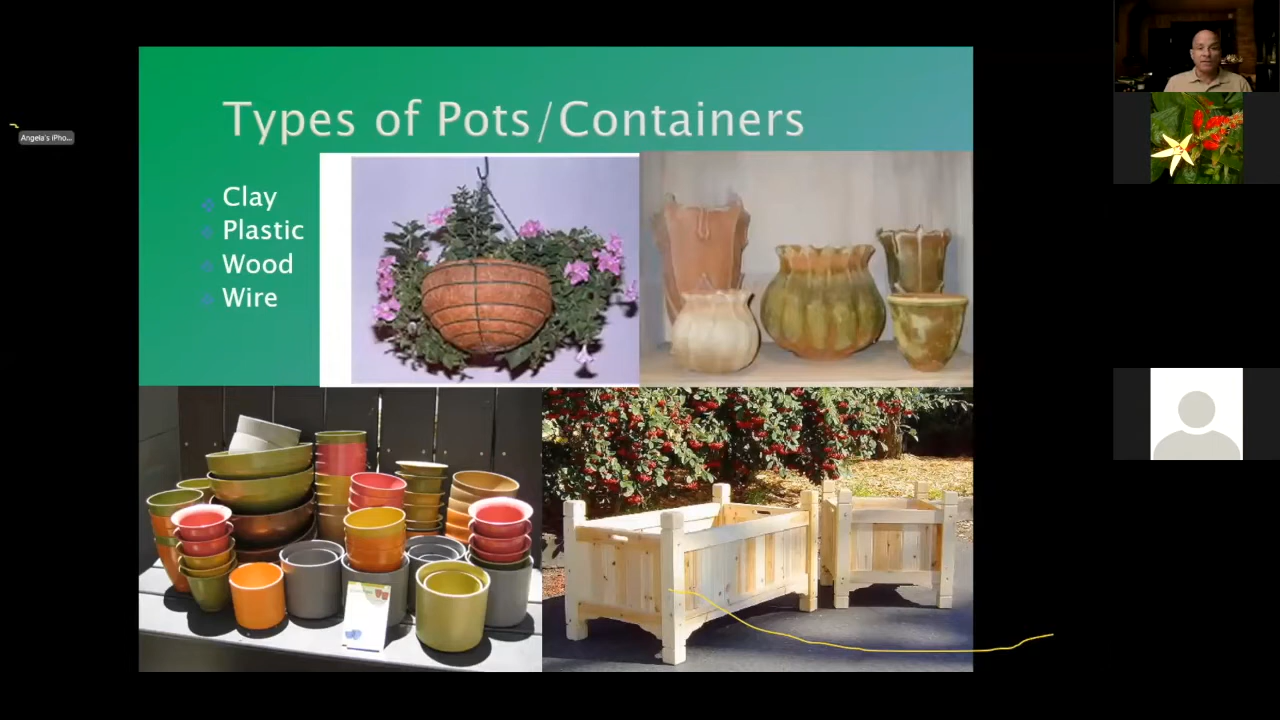 Types of Pots/Containers
Angela's iPho...
Clay
Plastic
Wood
Wire